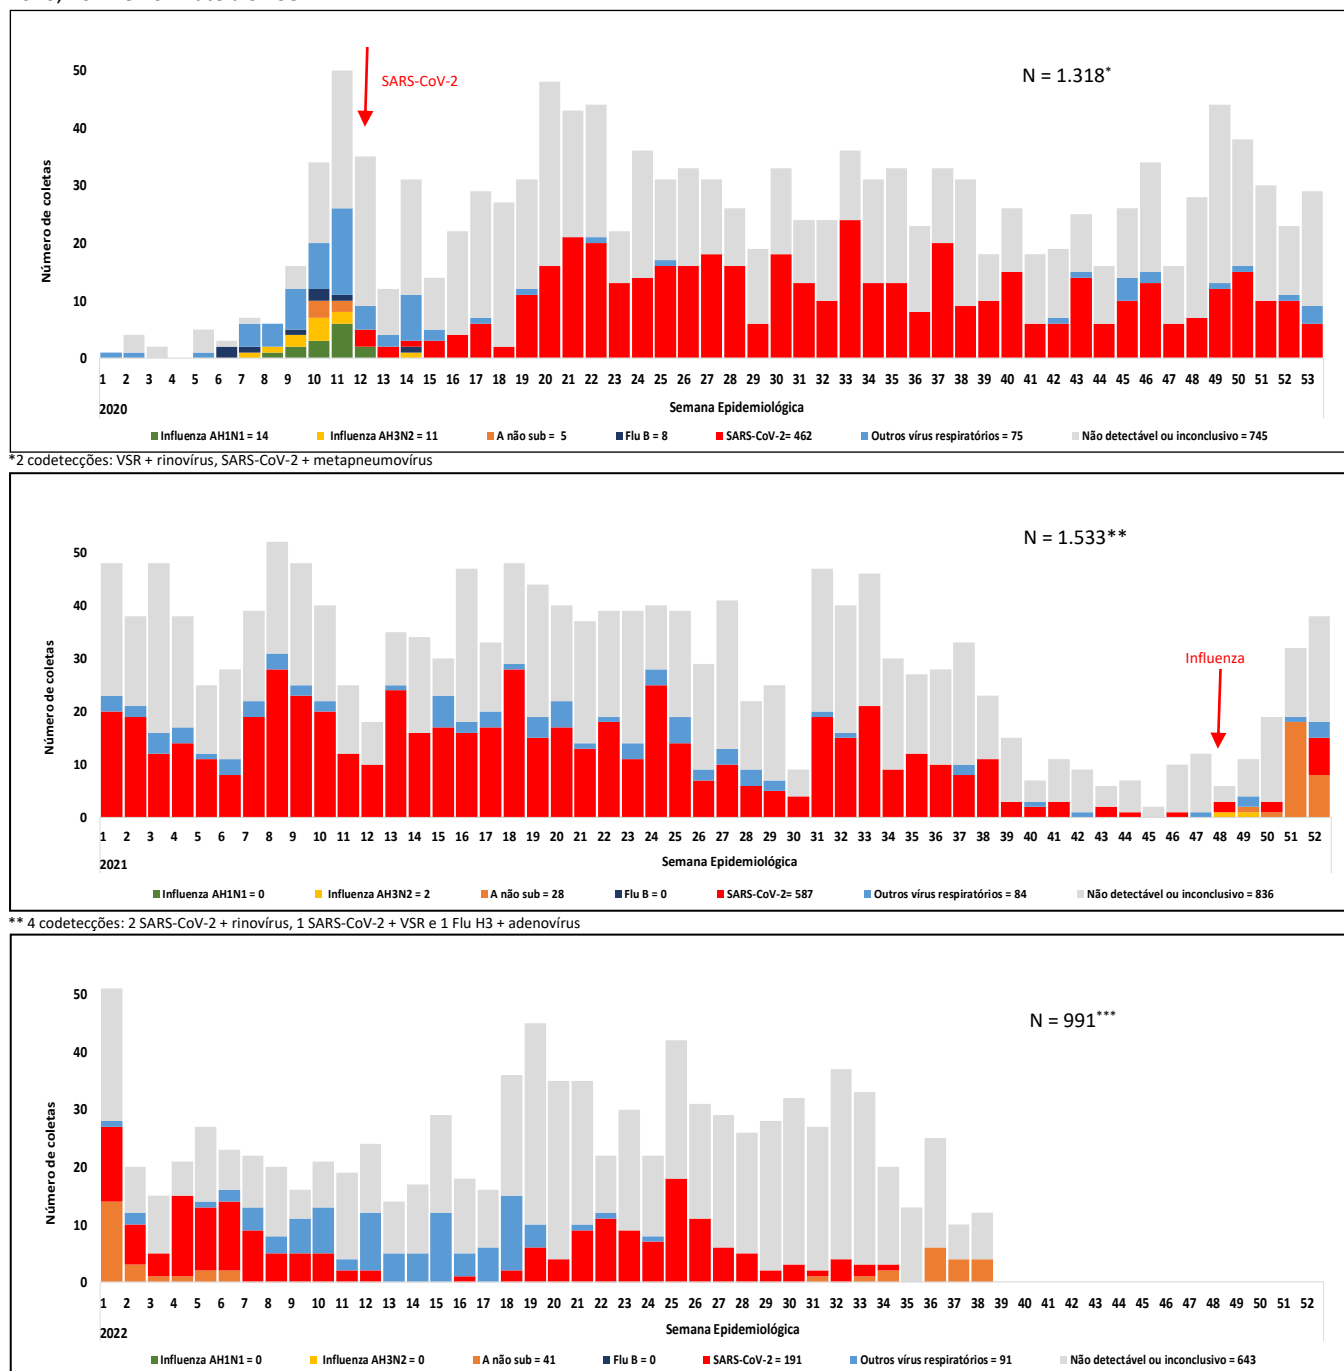 50
40
30
20
10
0
Número de coletas
SARS-CoV-2
N = 1.318*
1 2 3 4 5 6 7 8 9 10 11 12 13 14 15 16 17 18 19 20 21 22 23 24 25 26 27 28 29 30 31 32 33 34 35 36 37 38 39 40 41 42 43 44 45 46 47 48 49 50 51 52 53
2020
Semana Epidemiológica
Influenza AH1N1 = 14 Influenza AH3N2 = 11 A não sub = 5 Flu B = 8 SARS-CoV-2= 462 Outros vírus respiratórios = 75 Não detectável ou inconclusivo = 745
*2 codetecções: VSR + rinovírus, SARS-CoV-2 + metapneumovírus
50
40
30
20
10
0
Número de coletas
N = 1.533**
Influenza
1 2 3 4 5 6 7 8 9 10 11 12 13 14 15 16 17 18 19 20 21 22 23 24 25 26 27 28 29 30 31 32 33 34 35 36 37 38 39 40 41 42 43 44 45 46 47 48 49 50 51 52
2021
Semana Epidemiológica
Influenza AH1N1 = 0 Influenza AH3N2 = 2 A não sub = 28 Flu B = 0 SARS-CoV-2= 587 Outros vírus respiratórios = 84 Não detectável ou inconclusivo = 836
** 4 codetecções: 2 SARS-CoV-2 + rinovírus, 1 SARS-CoV-2 + VSR e 1 Flu H3 + adenovírus
50
40
30
20
10
0
Número de coletas
N = 991***
1 2 3 4 5 6 7 8 9 10 11 12 13 14 15 16 17 18 19 20 21 22 23 24 25 26 27 28 29 30 31 32 33 34 35 36 37 38 39 40 41 42 43 44 45 46 47 48 49 50 51 52
2022
Semana Epidemiológica
Influenza AH1N1 = 0 Influenza AH3N2 = 0 A não sub = 41 Flu B = 0 SARS-CoV-2 = 191 Outros vírus respiratórios = 91 Não detectável ou inconclusivo = 643